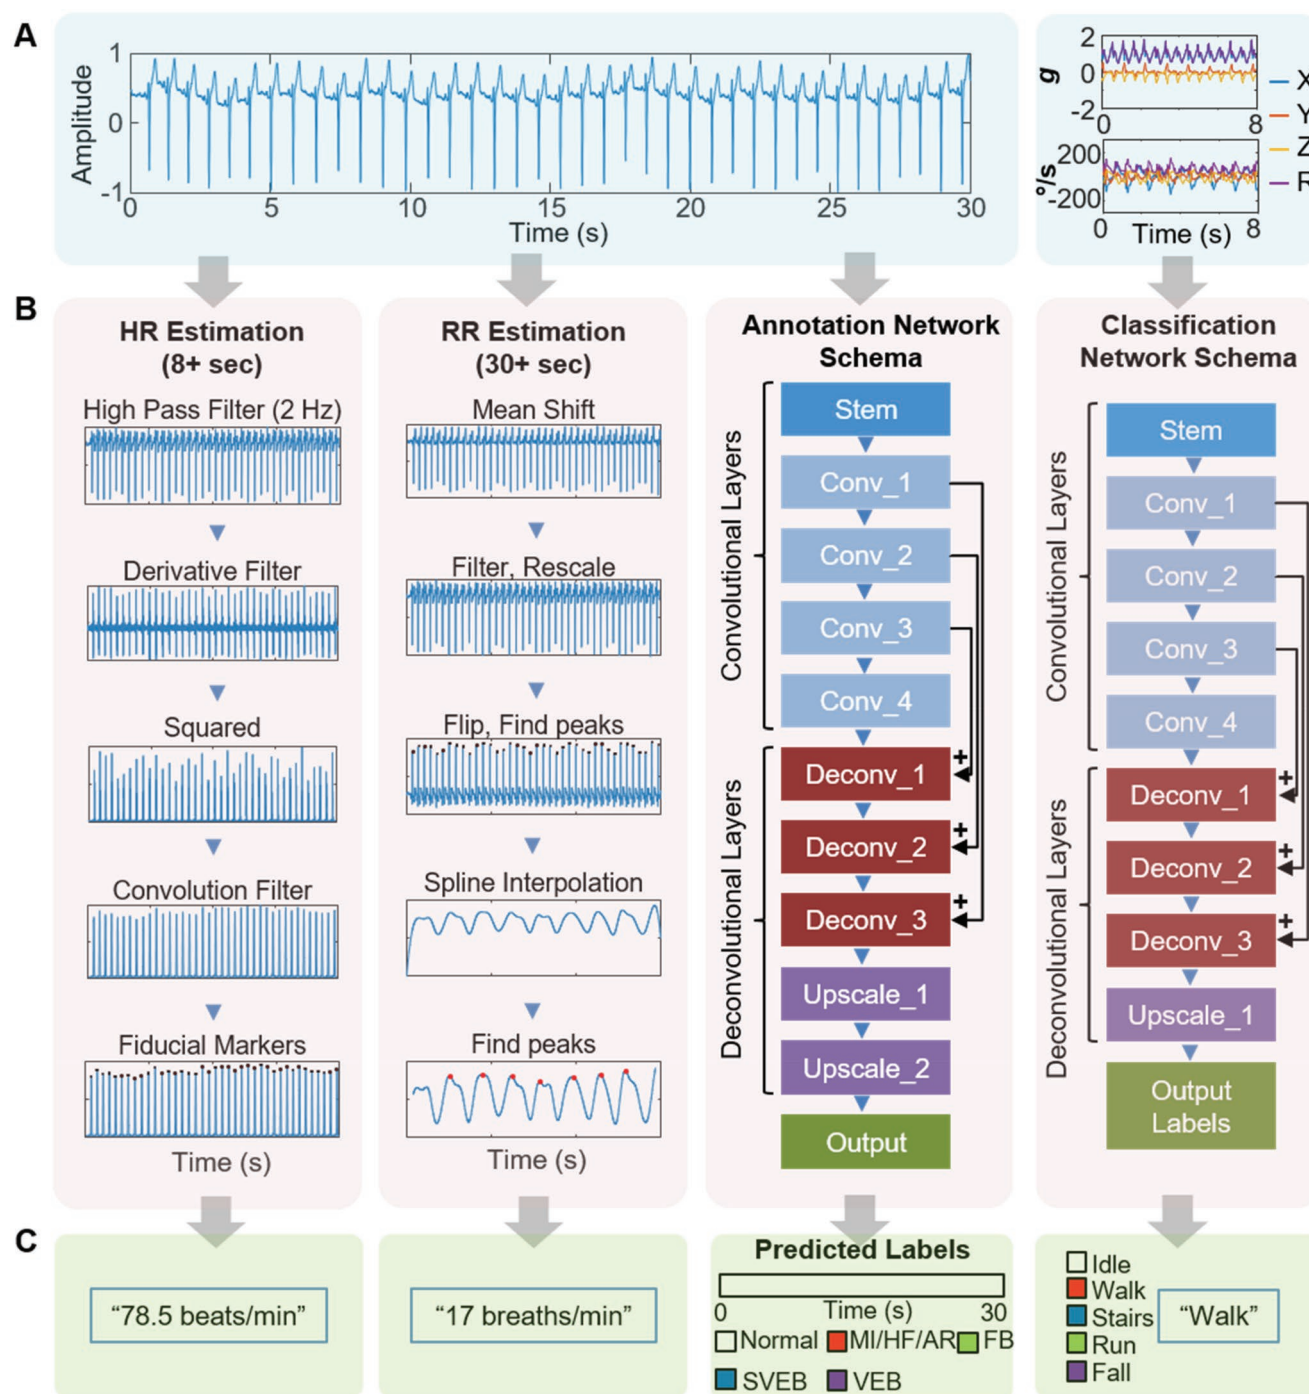 A
Amplitude
1
0
-1
0
5
10
15
20
25
30
Time (s)
g
2
0
-2
0
8
X
Y
Z
R
°/s
200
-200
0
Time (s)
8
B
HR Estimation
(8+ sec)
High Pass Filter (2 Hz)
Derivative Filter
Squared
Convolution Filter
Fiducial Markers
Time (s)
RR Estimation
(30+ sec)
Mean Shift
Filter, Rescale
Flip, Find peaks
Spline Interpolation
Find peaks
Time (s)
Annotation Network
Schema
Convolutional Layers
Stem
Conv_1
Conv_2
Conv_3
Conv_4
Deconvolutional Layers
Deconv_1
+
Deconv_2
+
Deconv_3
+
Upscale_1
Upscale_2
Output
Classification
Network Schema
Convolutional Layers
Stem
Conv_1
Conv_2
Conv_3
Conv_4
Deconvolutional Layers
Deconv_1
+
Deconv_2
+
Deconv_3
+
Upscale_1
Output
Labels
C
“78.5 beats/min”
“17 breaths/min”
Predicted Labels
0
Time (s)
30
Normal
MI/HF/AR
FB
SVEB
VEB
Idle
Walk
Stairs
Run
Fall
“Walk”